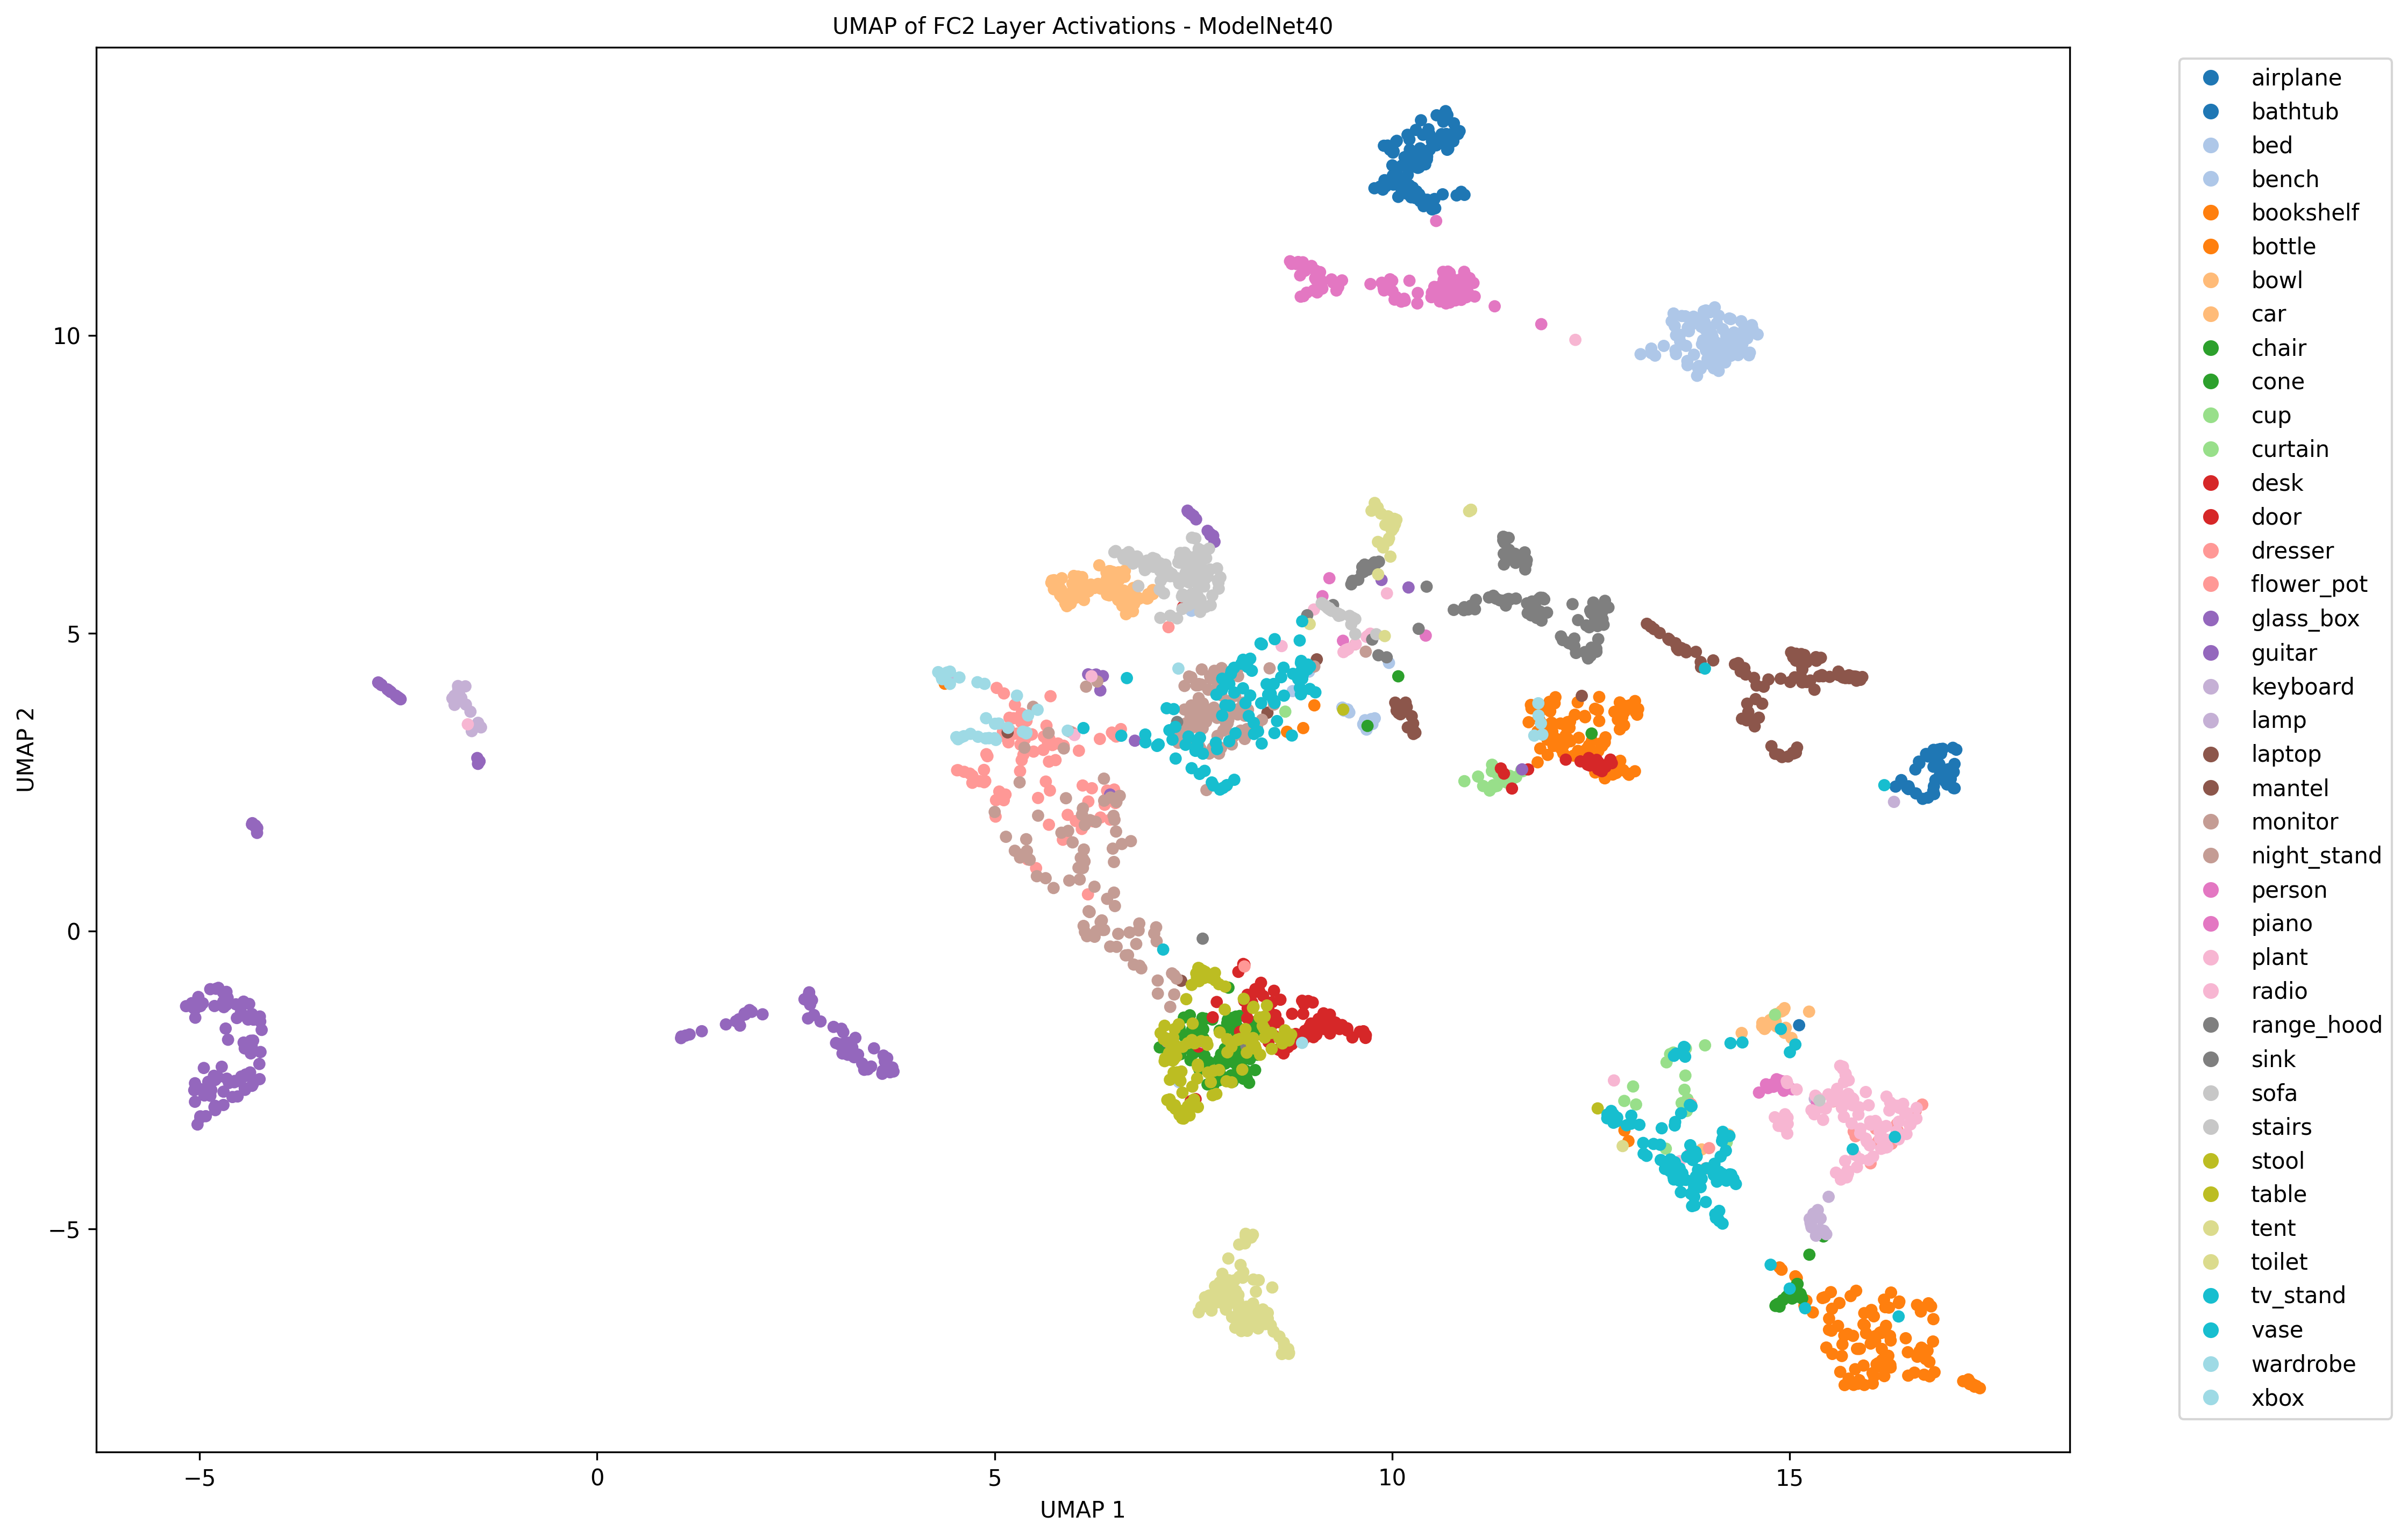 UMAP of FC2 Layer Activations - ModelNet40
UMAP 2
10
5
0
−5
−5
0
5
10
15
UMAP 1
airplane
bathtub
bed
bench
bookshelf
bottle
bowl
car
chair
cone
cup
curtain
desk
door
dresser
flower_pot
glass_box
guitar
keyboard
lamp
laptop
mantel
monitor
night_stand
person
piano
plant
radio
range_hood
sink
sofa
stairs
stool
table
tent
toilet
tv_stand
vase
wardrobe
xbox